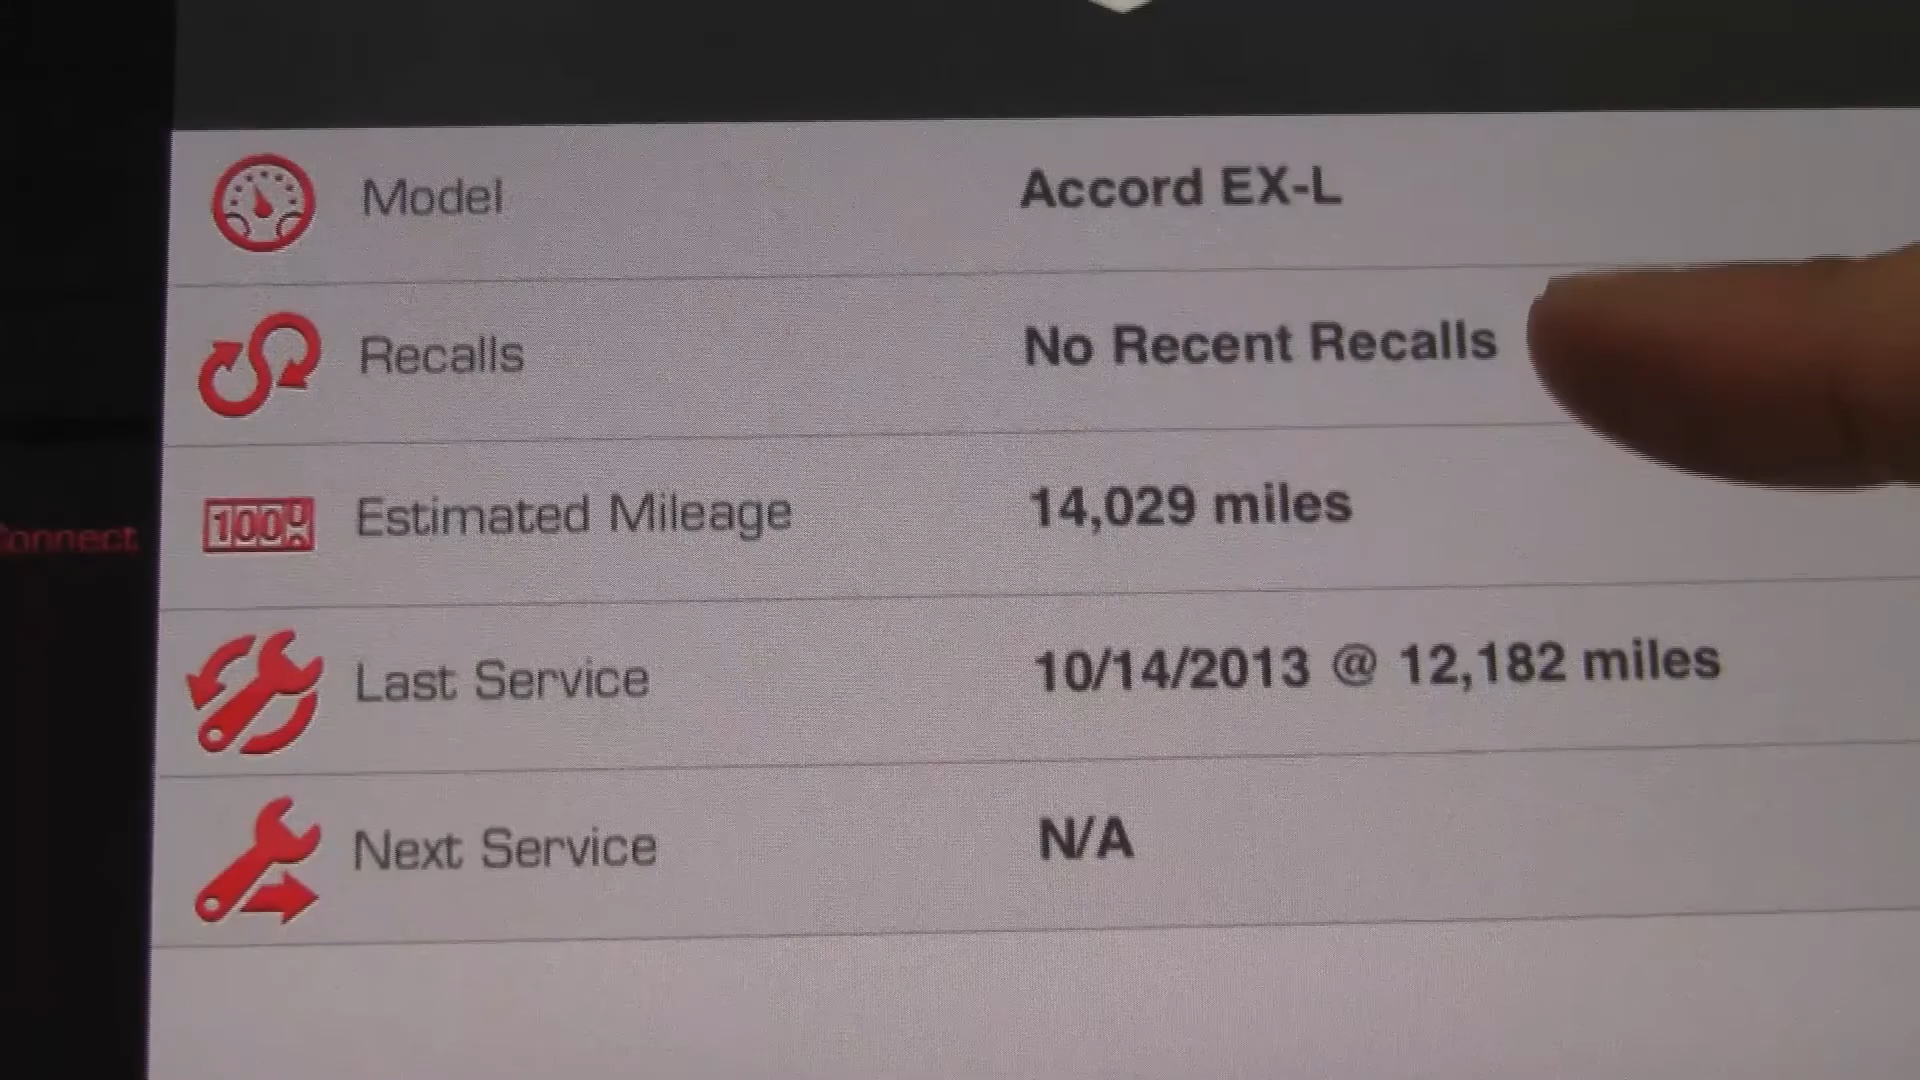 Model Accord EX-L
Recalls No Recent Recalls
onnect
Estimated Mileage 14,029 miles
Last Service 10/14/2013 @ 12,182 miles
Next Service N/A